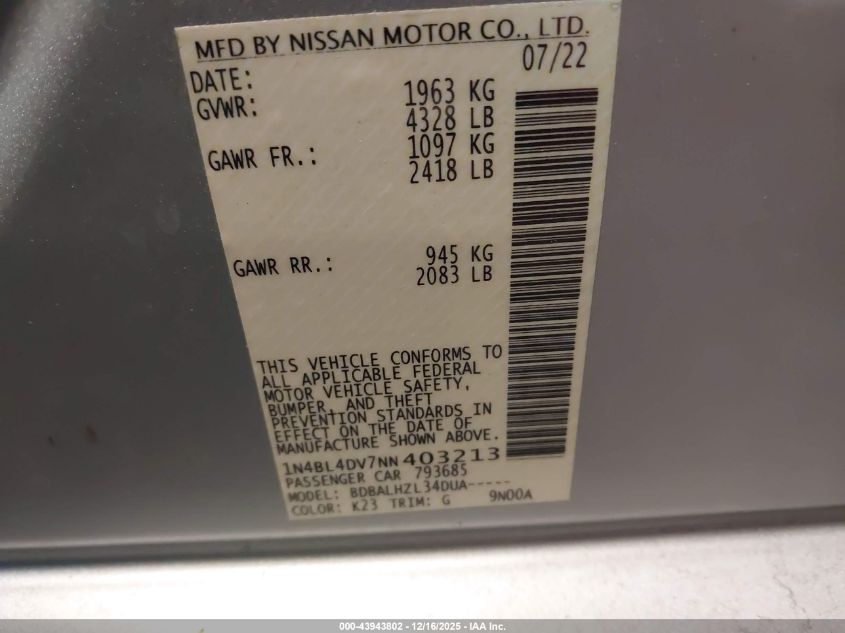 MFD BY NISSAN MOTOR CO., LTD.
DATE: 07/22
GVWR: 1963 KG
4328 LB
GAWR FR.: 1097 KG
2418 LB
GAWR RR.: 945 KG
2083 LB
THIS VEHICLE CONFORMS TO
ALL APPLICABLE FEDERAL
MOTOR VEHICLE SAFETY,
BUMPER, AND THEFT
PREVENTION STANDARDS IN
EFFECT ON THE DATE OF
MANUFACTURE SHOWN ABOVE.
1N4BL4DV7NN403213
PASSENGER CAR 793685
MODEL: BDBALHZL34DUA-----
COLOR: K23 TRIM: G 9N00A
000-43943802 - 12/16/2025 - IAA Inc.